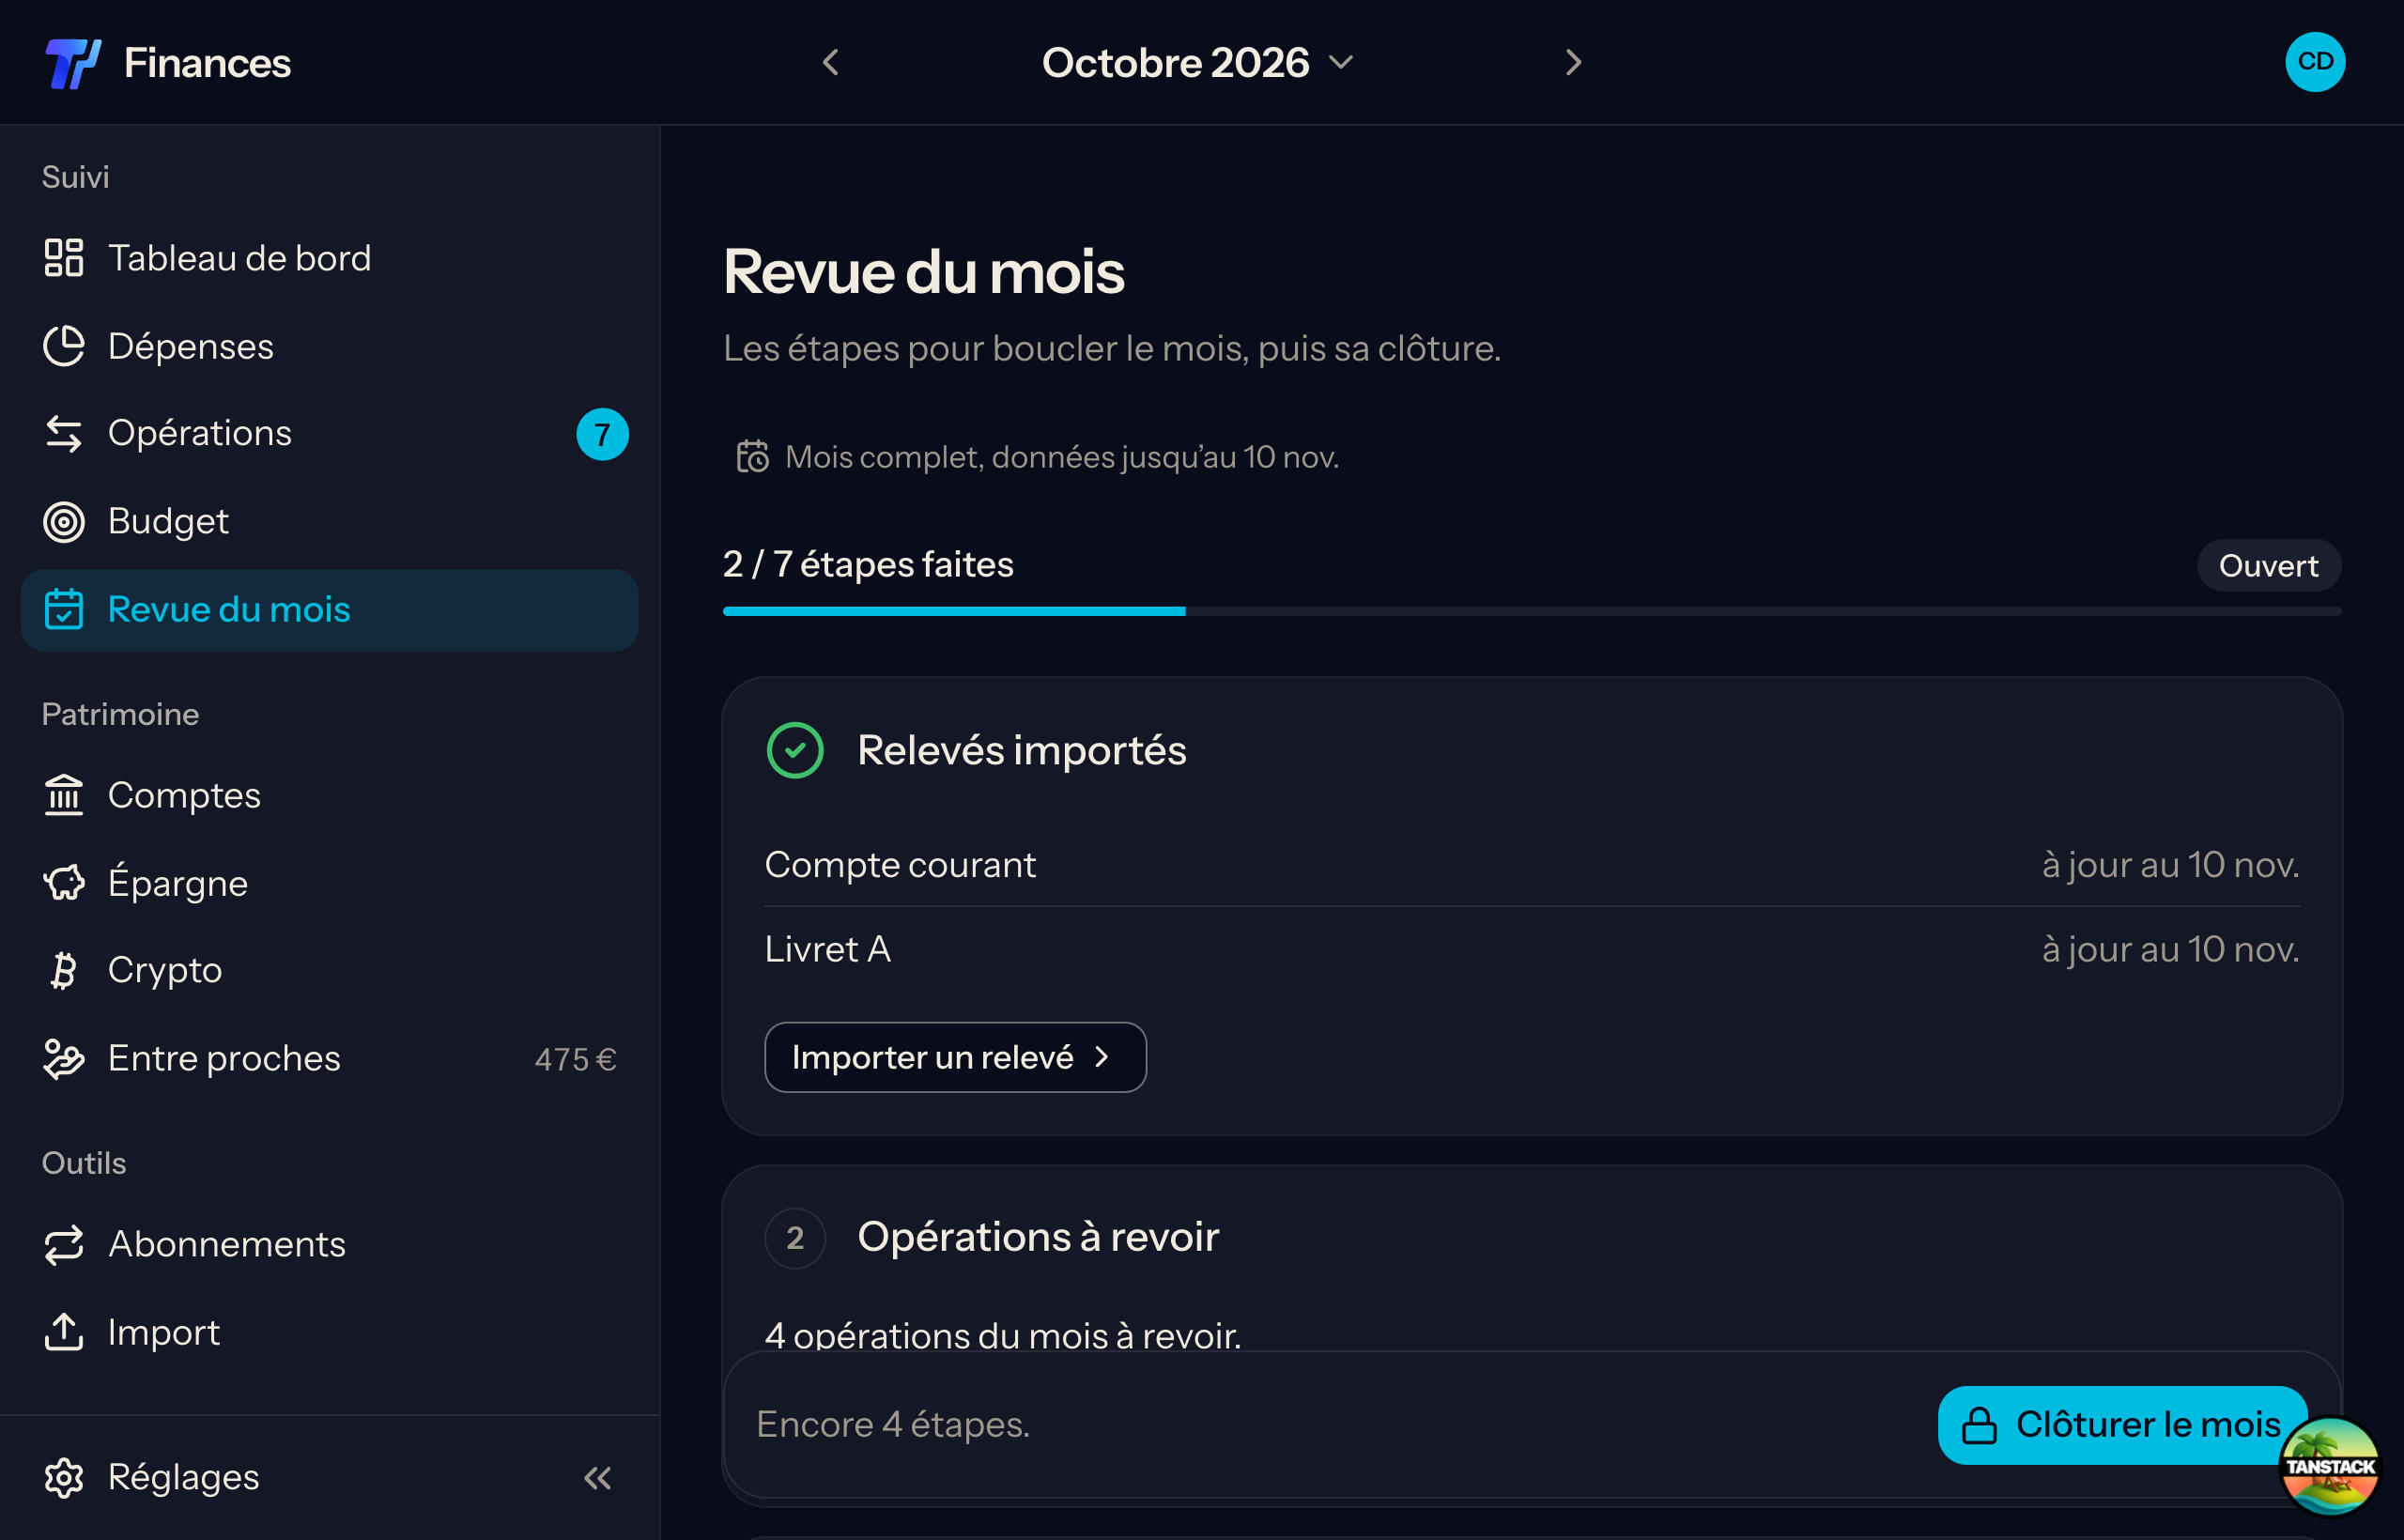 Finances
Octobre 2026
CD
Suivi
Tableau de bord
Dépenses
Opérations
7
Budget
Revue du mois
Patrimoine
Comptes
Épargne
Crypto
Entre proches
475 €
Outils
Abonnements
Import
Réglages
Revue du mois
Les étapes pour boucler le mois, puis sa clôture.
Mois complet, données jusqu’au 10 nov.
2 / 7 étapes faites
Ouvert
Relevés importés
Compte courant
à jour au 10 nov.
Livret A
à jour au 10 nov.
Importer un relevé
2
Opérations à revoir
4 opérations du mois à revoir.
Encore 4 étapes.
Clôturer le mois
TANSTACK